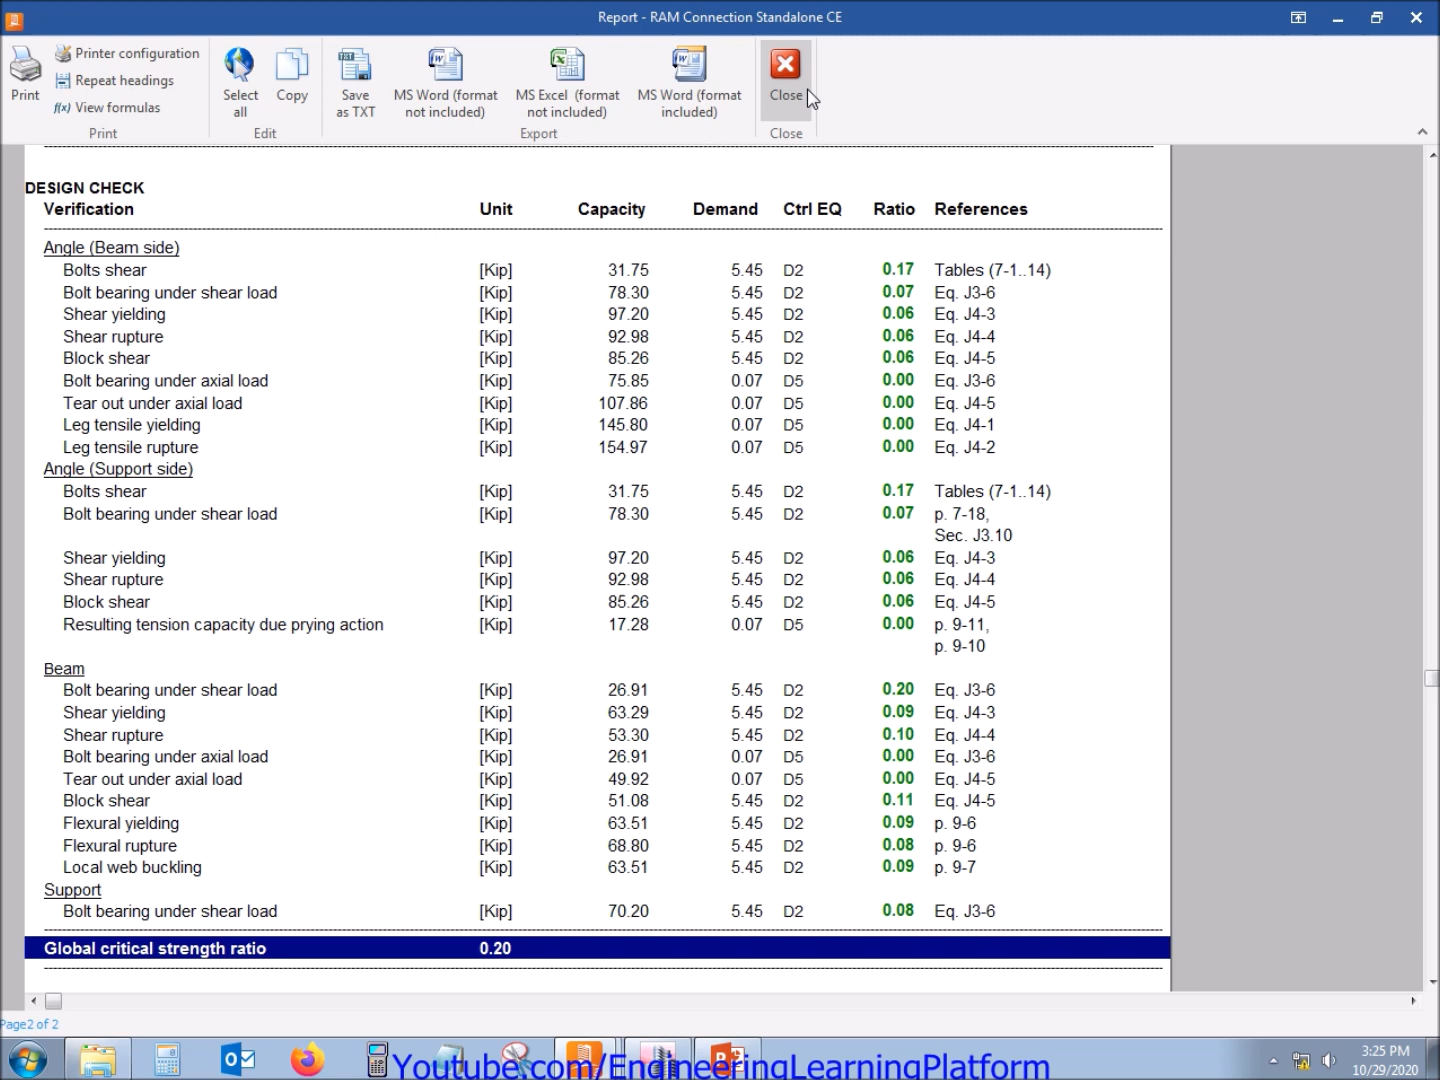 Report - RAM Connection Standalone CE
Print
Printer configuration
Repeat headings
f(x) View formulas
Print
Select all
Copy
Edit
Save as TXT
MS Word (format not included)
MS Excel (format not included)
MS Word (format included)
Export
Close
Close
DESIGN CHECK
Verification Unit Capacity Demand Ctrl EQ Ratio References
Angle (Beam side)
Bolts shear [Kip] 31.75 5.45 D2 0.17 Tables (7-1..14)
Bolt bearing under shear load [Kip] 78.30 5.45 D2 0.07 Eq. J3-6
Shear yielding [Kip] 97.20 5.45 D2 0.06 Eq. J4-3
Shear rupture [Kip] 92.98 5.45 D2 0.06 Eq. J4-4
Block shear [Kip] 85.26 5.45 D2 0.06 Eq. J4-5
Bolt bearing under axial load [Kip] 75.85 0.07 D5 0.00 Eq. J3-6
Tear out under axial load [Kip] 107.86 0.07 D5 0.00 Eq. J4-5
Leg tensile yielding [Kip] 145.80 0.07 D5 0.00 Eq. J4-1
Leg tensile rupture [Kip] 154.97 0.07 D5 0.00 Eq. J4-2
Angle (Support side)
Bolts shear [Kip] 31.75 5.45 D2 0.17 Tables (7-1..14)
Bolt bearing under shear load [Kip] 78.30 5.45 D2 0.07 p. 7-18,
Sec. J3.10
Shear yielding [Kip] 97.20 5.45 D2 0.06 Eq. J4-3
Shear rupture [Kip] 92.98 5.45 D2 0.06 Eq. J4-4
Block shear [Kip] 85.26 5.45 D2 0.06 Eq. J4-5
Resulting tension capacity due prying action [Kip] 17.28 0.07 D5 0.00 p. 9-11,
p. 9-10
Beam
Bolt bearing under shear load [Kip] 26.91 5.45 D2 0.20 Eq. J3-6
Shear yielding [Kip] 63.29 5.45 D2 0.09 Eq. J4-3
Shear rupture [Kip] 53.30 5.45 D2 0.10 Eq. J4-4
Bolt bearing under axial load [Kip] 26.91 0.07 D5 0.00 Eq. J3-6
Tear out under axial load [Kip] 49.92 0.07 D5 0.00 Eq. J4-5
Block shear [Kip] 51.08 5.45 D2 0.11 Eq. J4-5
Flexural yielding [Kip] 63.51 5.45 D2 0.09 p. 9-6
Flexural rupture [Kip] 68.80 5.45 D2 0.08 p. 9-6
Local web buckling [Kip] 63.51 5.45 D2 0.09 p. 9-7
Support
Bolt bearing under shear load [Kip] 70.20 5.45 D2 0.08 Eq. J3-6
Global critical strength ratio 0.20
Page2 of 2
Youtube.com/EngineeringLearningPlatform
3:25 PM
10/29/2020